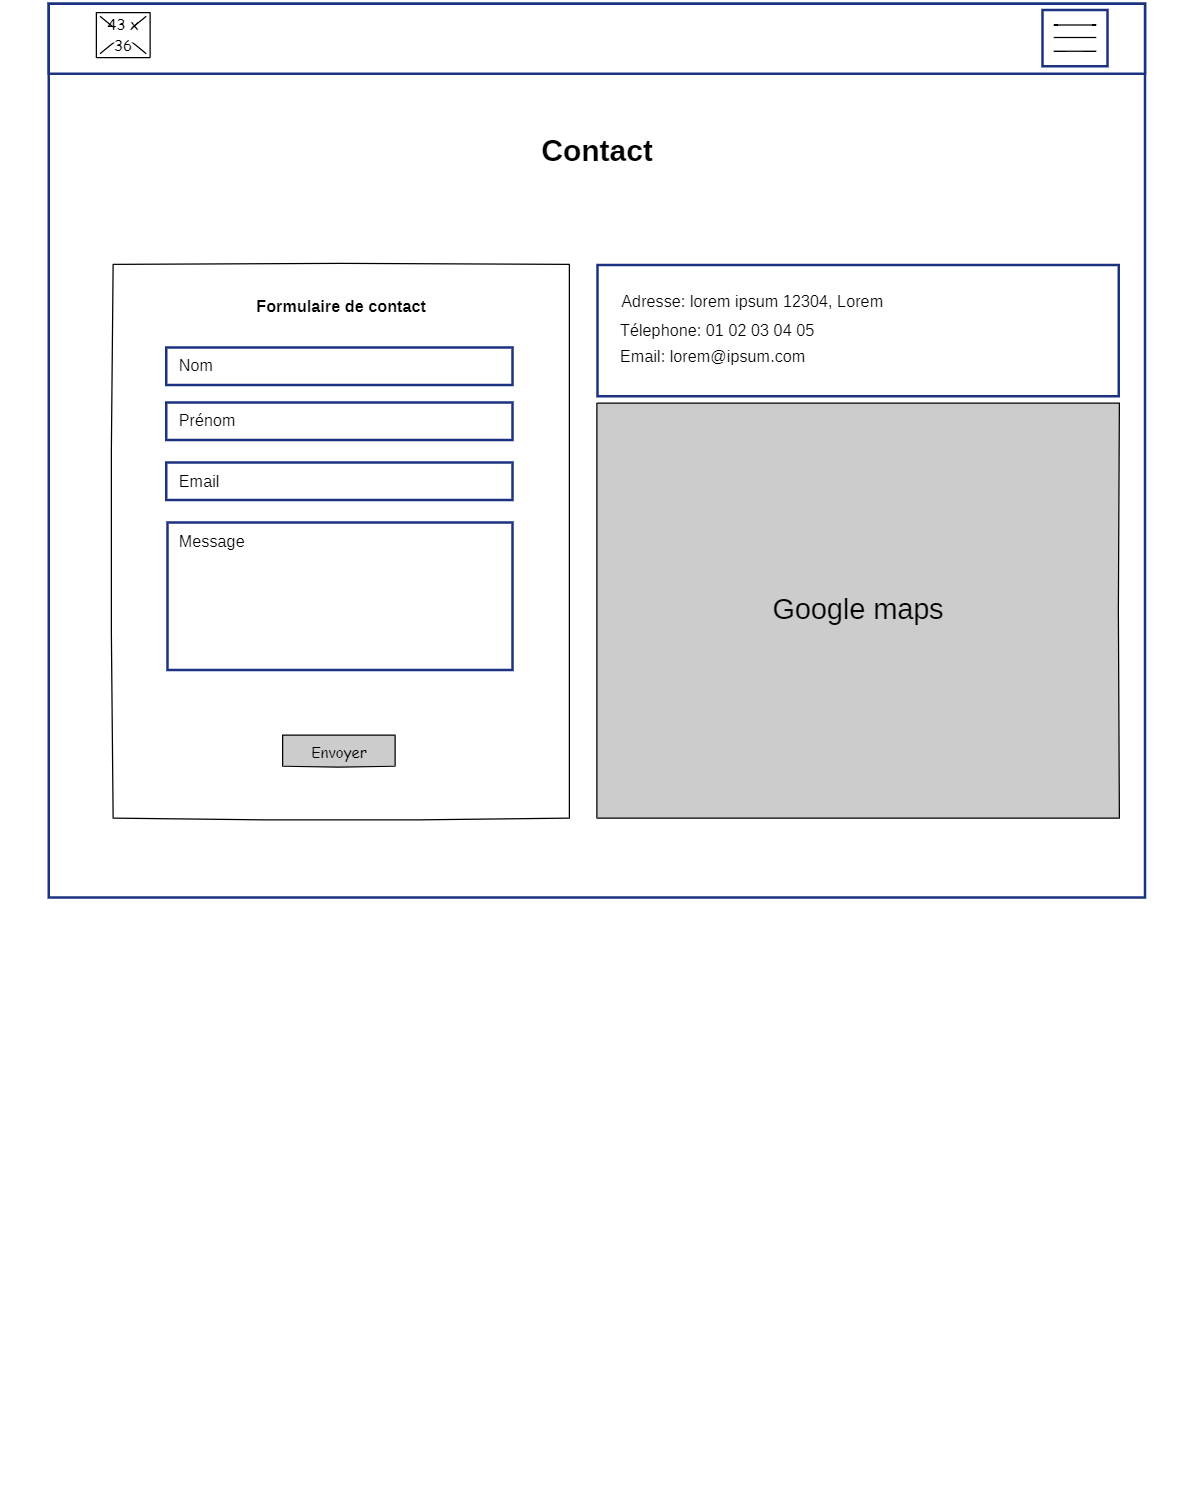 43 x
36
Contact
Formulaire de contact
Nom
Prénom
Email
Message
Envoyer
Adresse: lorem ipsum 12304, Lorem
Télephone: 01 02 03 04 05
Email: lorem@ipsum.com
Google maps